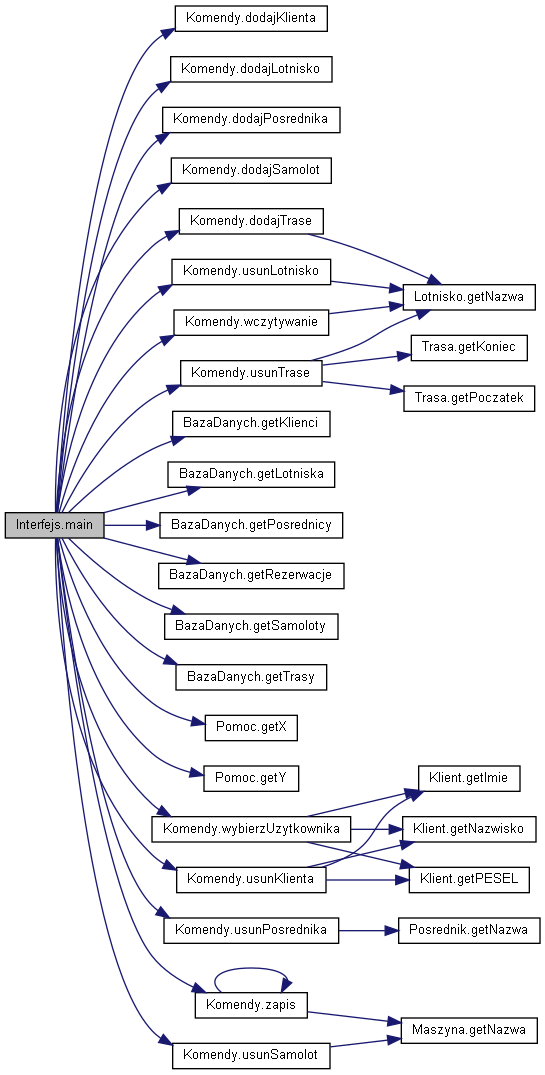 Komendy.dodajKlienta
Komendy.dodajLotnisko
Komendy.dodajPosrednika
Komendy.dodajSamolot
Komendy.dodajTrase
Komendy.usunLotnisko
Lotnisko.getNazwa
Komendy.wczytywanie
Trasa.getKoniec
Komendy.usunTrase
Trasa.getPoczatek
BazaDanych.getKlienci
BazaDanych.getLotniska
Interfejs.main
BazaDanych.getPosrednicy
BazaDanych.getRezerwacje
BazaDanych.getSamoloty
BazaDanych.getTrasy
Pomoc.getX
Pomoc.getY
Klient.getImie
Komendy.wybierzUzytkownika
Klient.getNazwisko
Komendy.usunKlienta
Klient.getPESEL
Komendy.usunPosrednika
Posrednik.getNazwa
Komendy.zapis
Maszyna.getNazwa
Komendy.usunSamolot